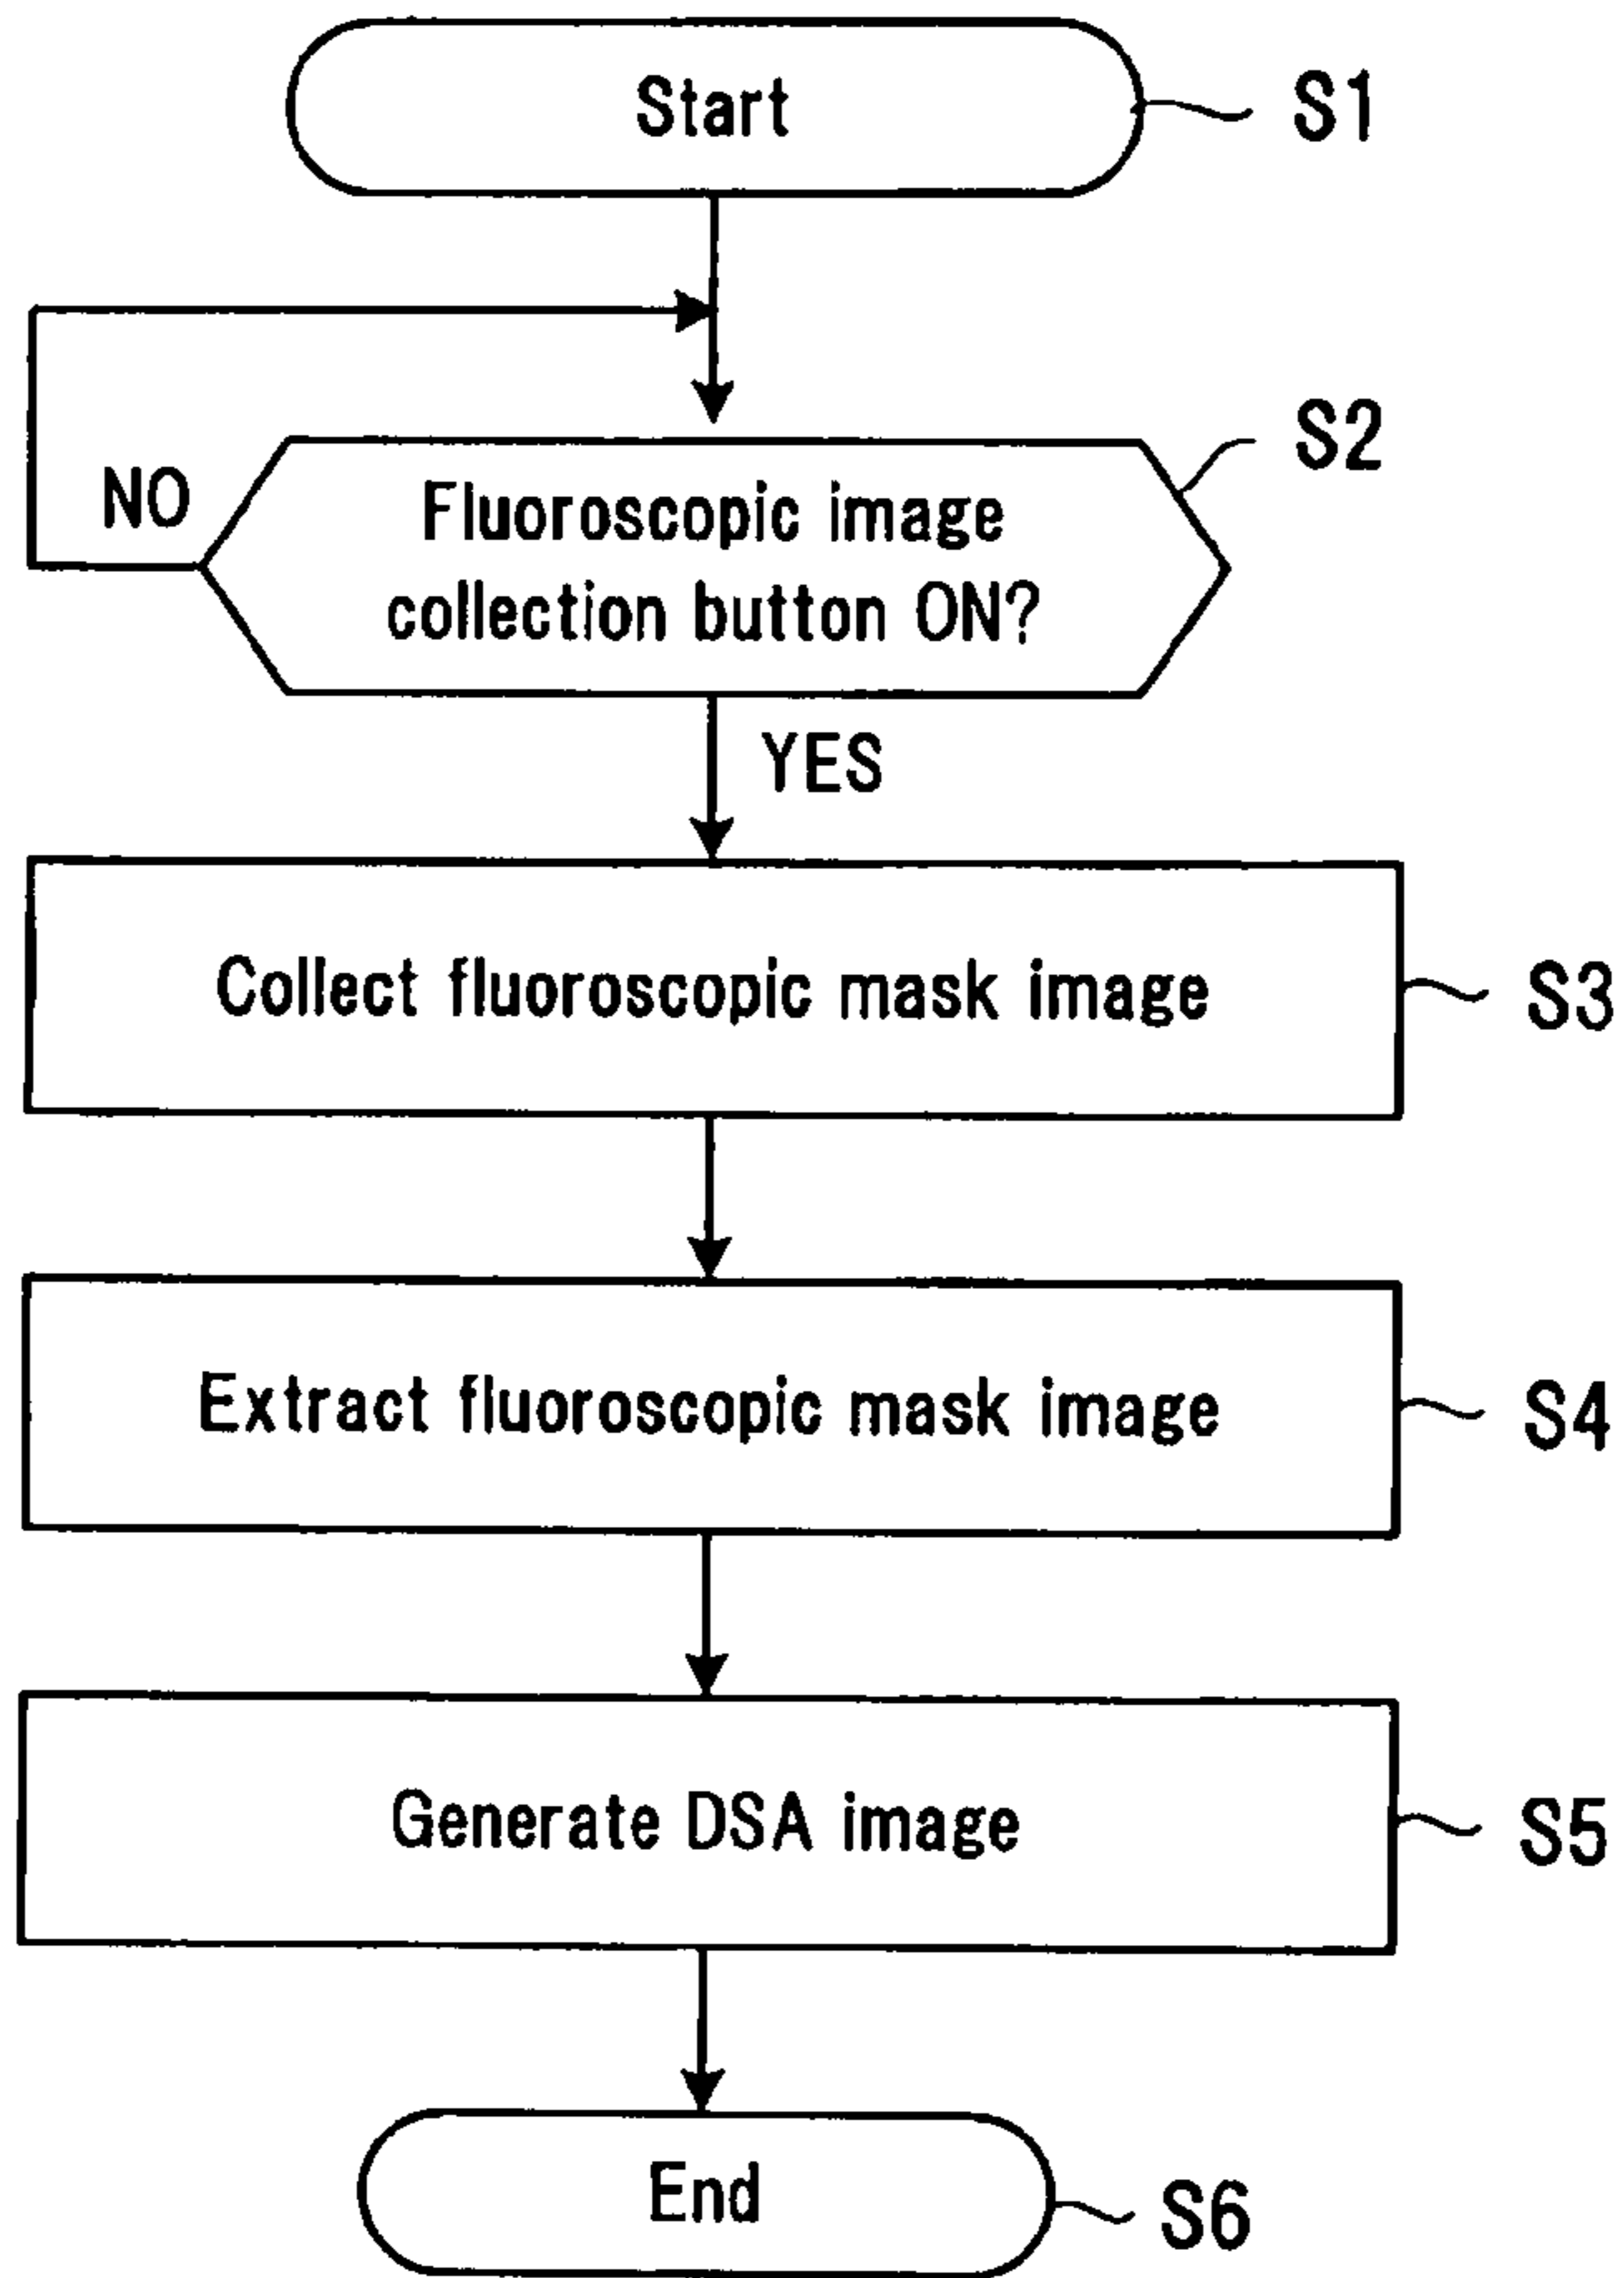 Start
S1
S2
NO
Fluoroscopic image
collection button ON?
YES
Collect fluoroscopic mask image
S3
Extract fluoroscopic mask image
S4
Generate DSA image
S5
End
S6